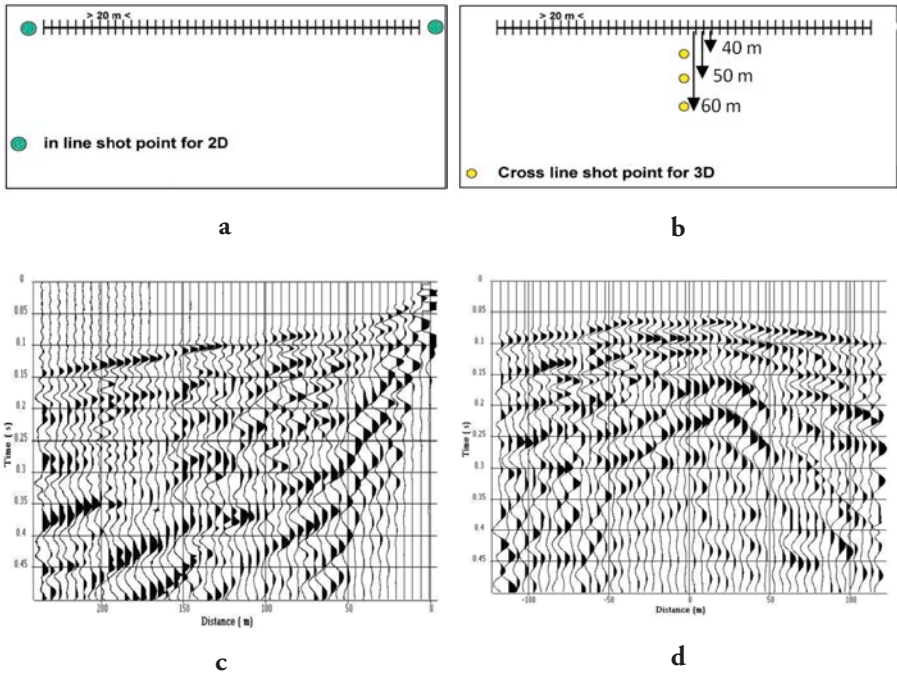 > 20 m <
in line shot point for 2D
a
> 20 m <
40 m
50 m
60 m
Cross line shot point for 3D
b
0
0.05
0.1
0.15
0.2
0.25
0.3
0.35
0.4
0.45
Time ( s)
200
150
100
50
0
Distance ( m)
c
0
0.05
0.1
0.15
0.2
0.25
0.3
0.35
0.4
0.45
Time ( s)
-100
-50
0
50
100
Distance (m)
d